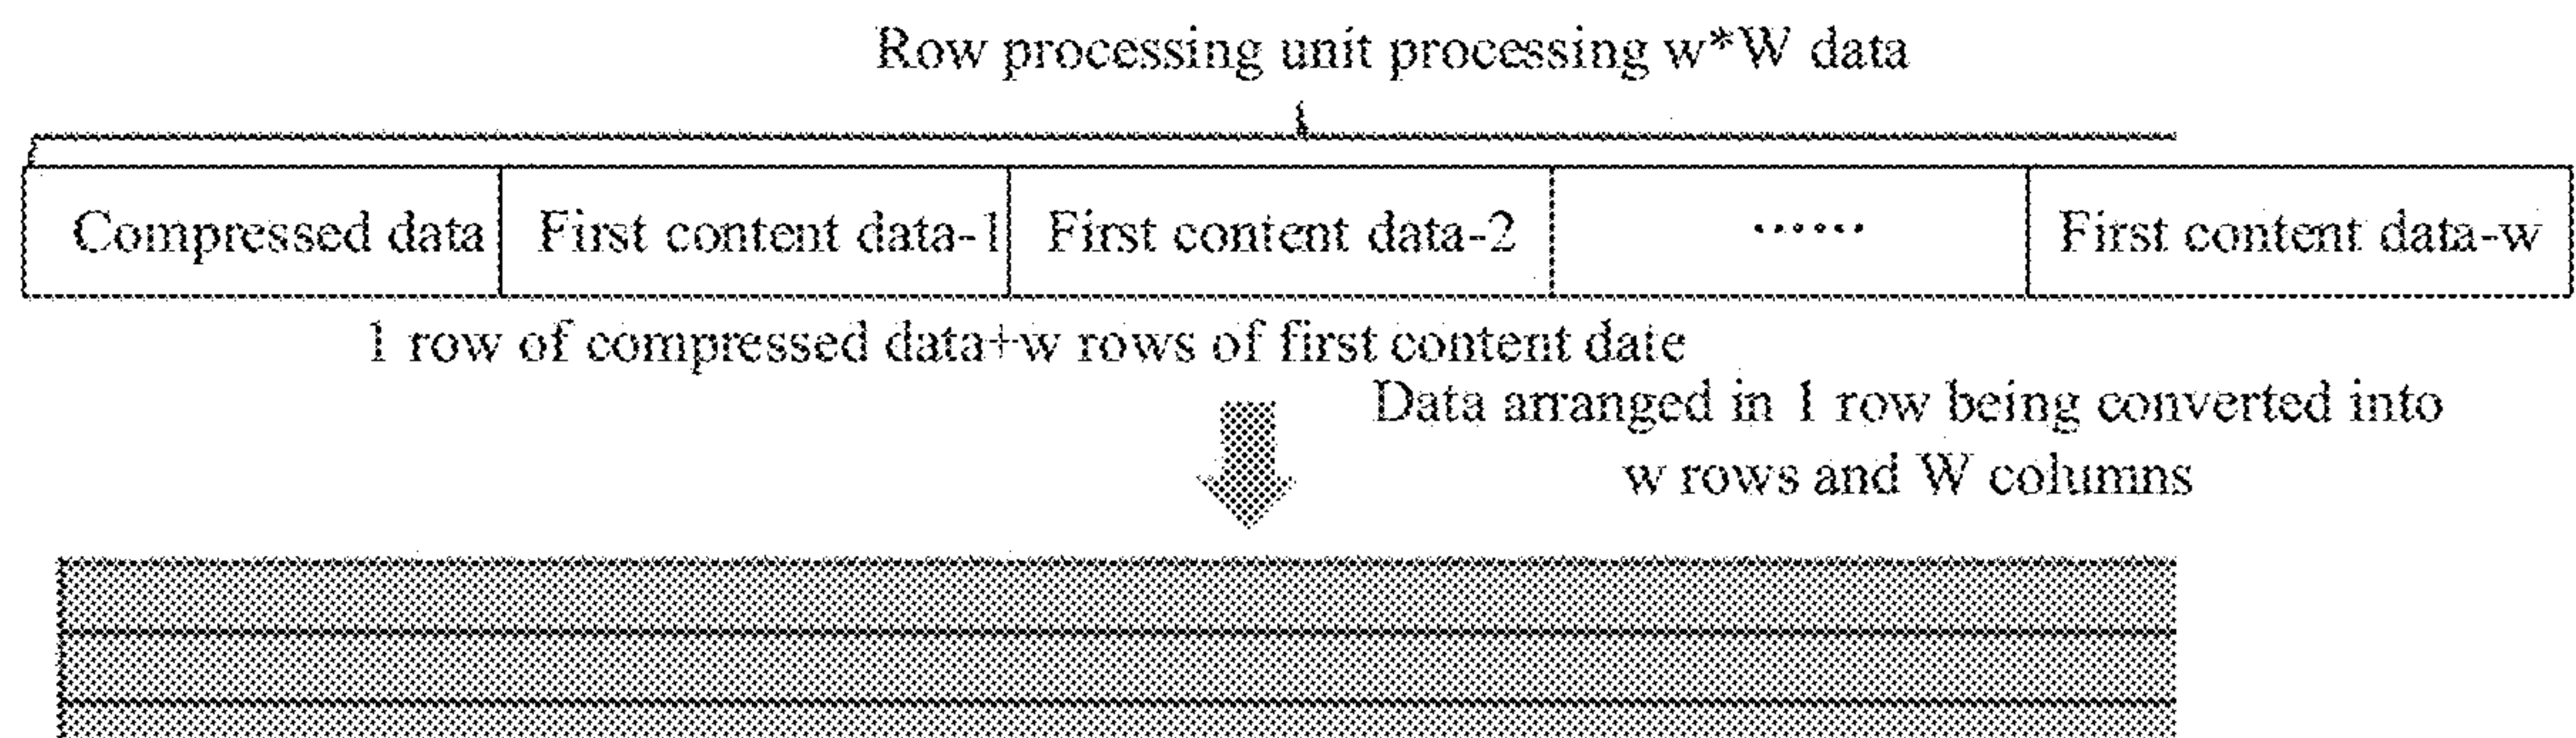 Row processing unit processing w*W data
Compressed data First content data-1 First content data-2 ...... First content data-w
1 row of compressed data+w rows of first content date
Data arranged in 1 row being converted into
w rows and W columns